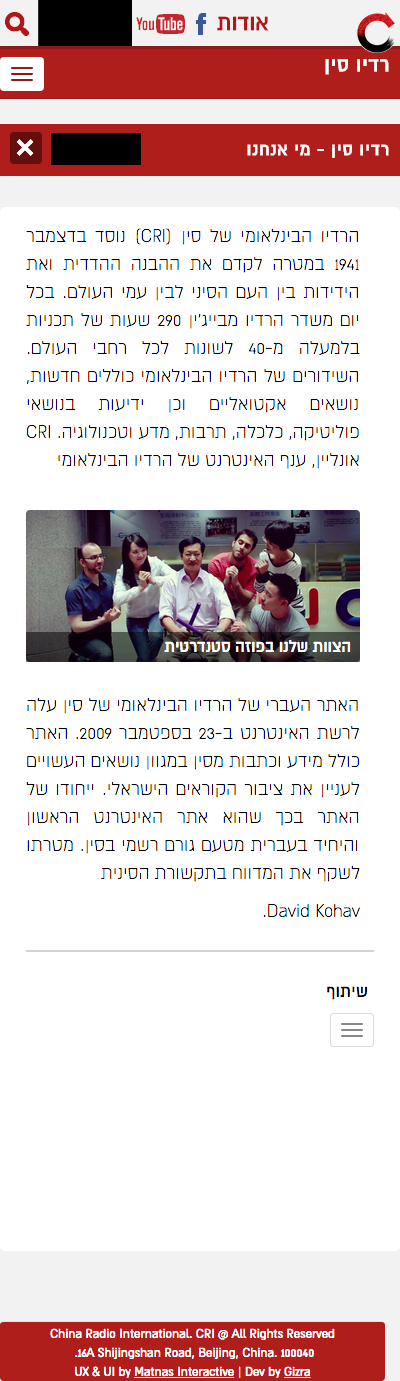 אודות YouTube
רדיו סין
רדיו סין - מי אנחנו
הרדיו הבינלאומי של סין (CRI) נוסד בדצמבר
1941 במטרה לקדם את ההבנה ההדדית ואת
הידידות בין העם הסיני לבין עמי העולם. בכל
יום משדר הרדיו מבייג'ין 290 שעות של תכניות
בלמעלה מ-40 לשונות לכל רחבי העולם.
השידורים של הרדיו הבינלאומי כוללים חדשות,
נושאים אקטואליים וכן ידיעות בנושאי
פוליטיקה, כלכלה, תרבות, מדע וטכנולוגיה. CRI
אונליין, ענף האינטרנט של הרדיו הבינלאומי
הצוות שלנו בפוזה סטנדרטית
האתר העברי של הרדיו הבינלאומי של סין עלה
לרשת האינטרנט ב-23 בספטמבר 2009. האתר
כולל מידע וכתבות מסין במגוון נושאים העשויים
לעניין את ציבור הקוראים הישראלי. ייחודו של
האתר בכך שהוא אתר האינטרנט הראשון
והיחיד בעברית מטעם גורם רשמי בסין. מטרתו
לשקף את המדווח בתקשורת הסינית
David Kohav.
שיתוף
China Radio International. CRI @ All Rights Reserved
16A Shijingshan Road, Beijing, China. 100040.
UX & UI by Matnas Interactive | Dev by Gizra